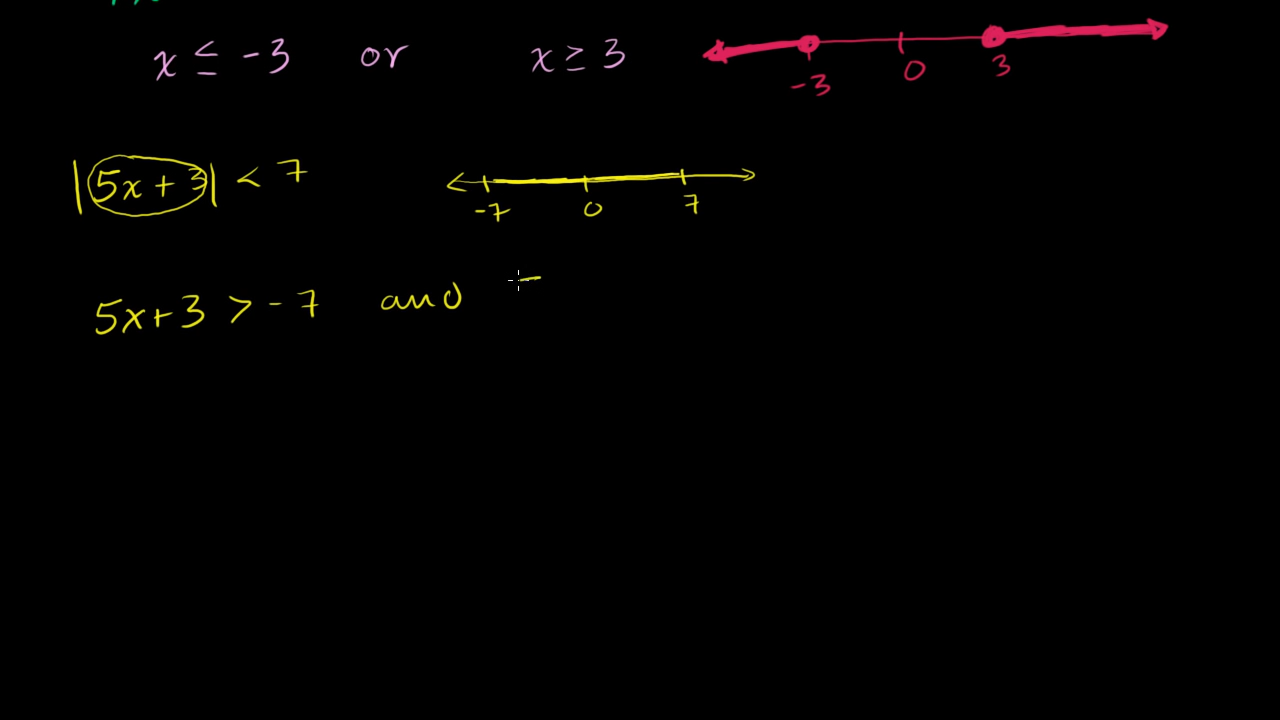 x ≤ -3 or x ≥ 3
-3 0 3
|5x + 3| < 7
-7 0 7
5x+3 > -7 and